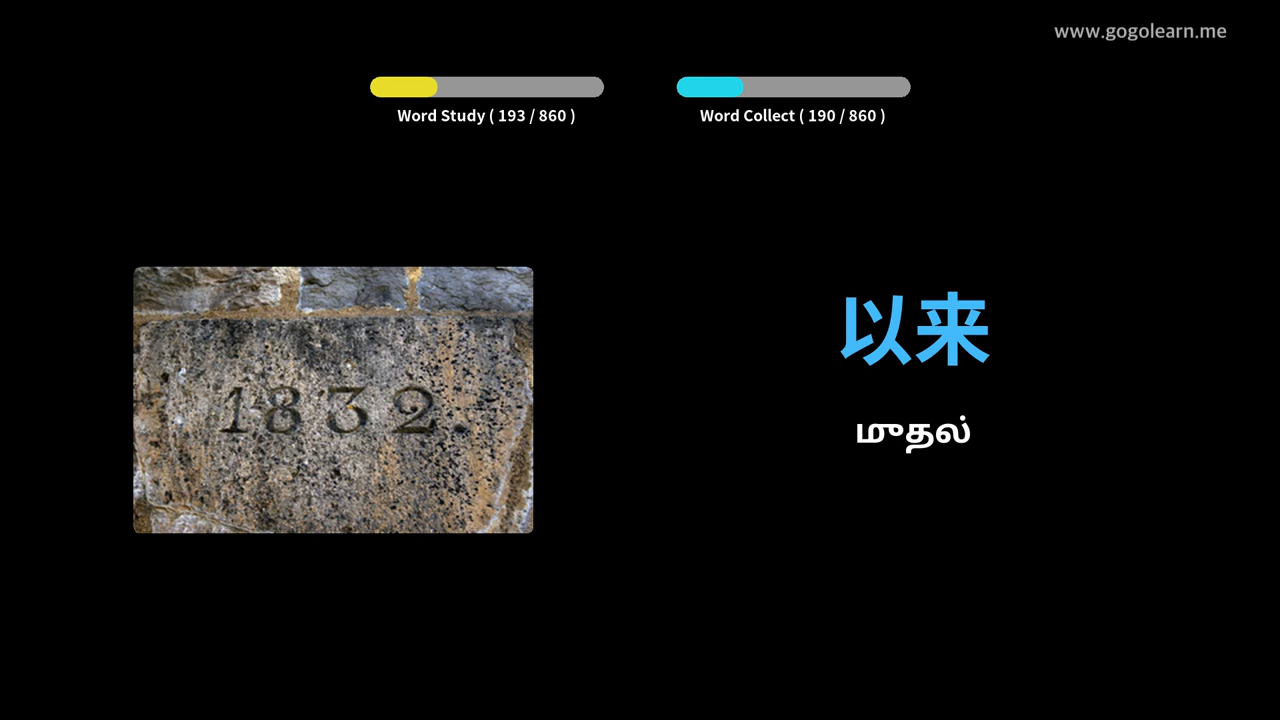 www.gogolearn.me
Word Study ( 193 / 860 )
Word Collect ( 190 / 860 )
1832.
以来
முதல்